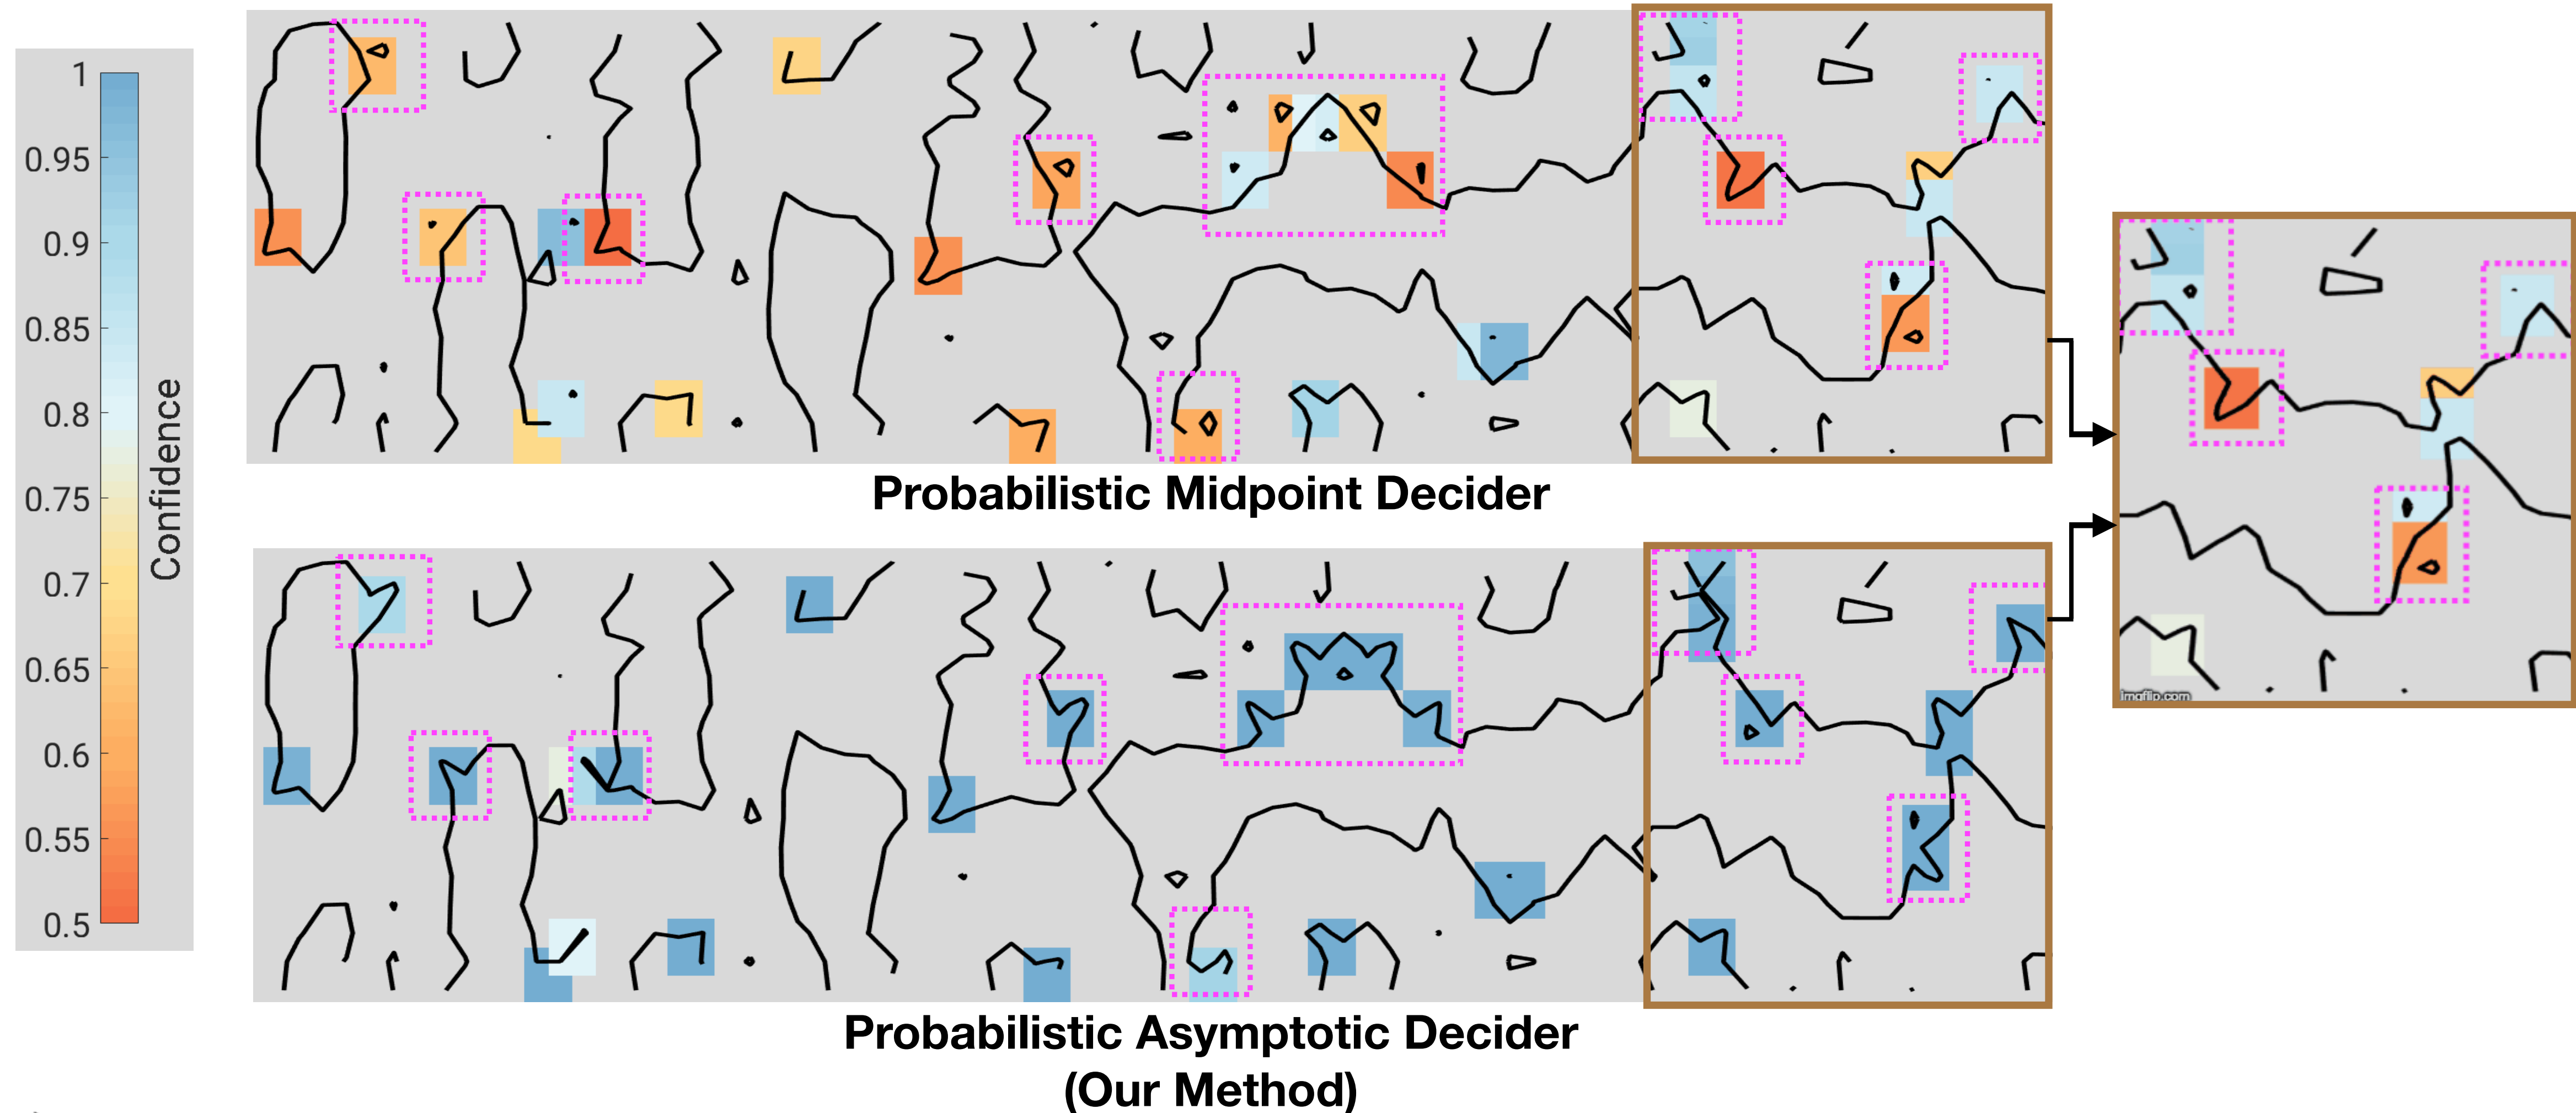 1
0.95
0.9
0.85
0.8
0.75
0.7
0.65
0.6
0.55
0.5
Confidence
Probabilistic Midpoint Decider
Probabilistic Asymptotic Decider
(Our Method)
imgflip.com